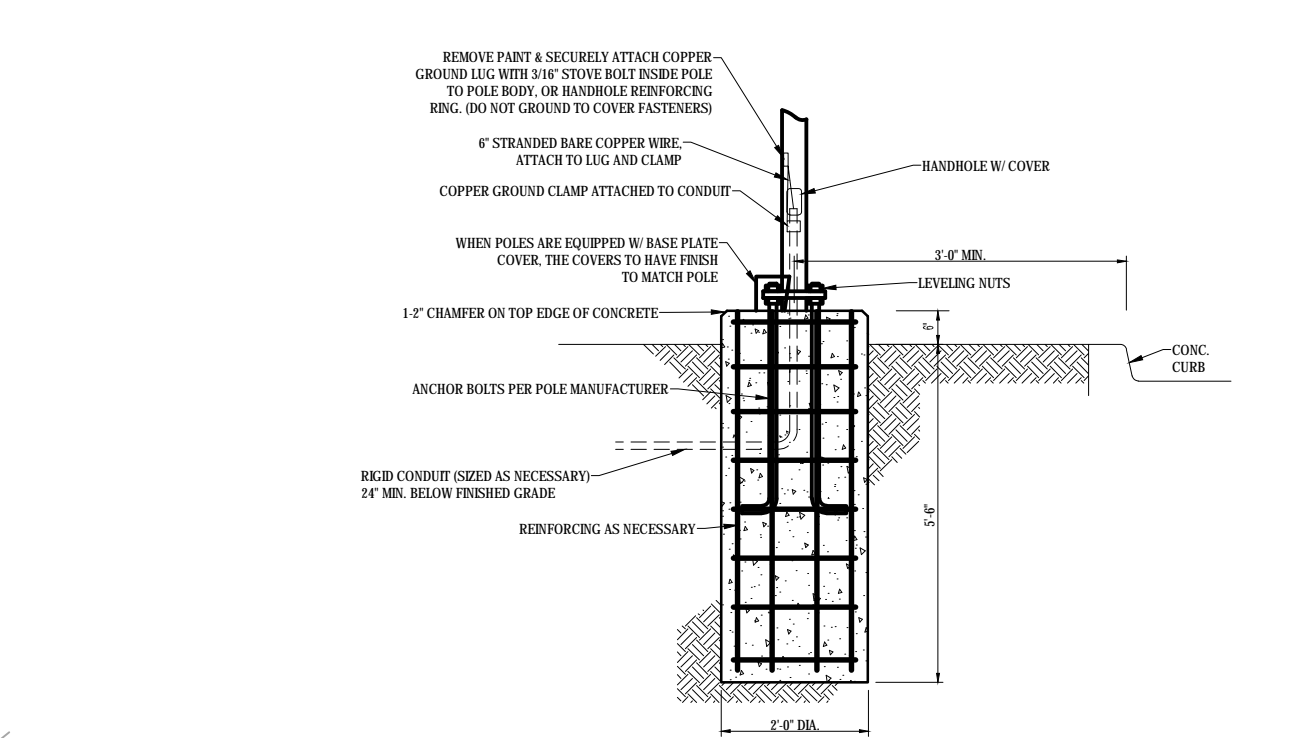 REMOVE PAINT & SECURELY ATTACH COPPER
GROUND LUG WITH 3/16" STOVE BOLT INSIDE POLE
TO POLE BODY, OR HANDHOLE REINFORCING
RING. (DO NOT GROUND TO COVER FASTENERS)
6" STRANDED BARE COPPER WIRE,
ATTACH TO LUG AND CLAMP
HANDHOLE W/ COVER
COPPER GROUND CLAMP ATTACHED TO CONDUIT
WHEN POLES ARE EQUIPPED W/ BASE PLATE
COVER, THE COVERS TO HAVE FINISH
TO MATCH POLE
3'-0" MIN.
LEVELING NUTS
1-2" CHAMFER ON TOP EDGE OF CONCRETE
6"
CONC.
CURB
ANCHOR BOLTS PER POLE MANUFACTURER
RIGID CONDUIT (SIZED AS NECESSARY)
24" MIN. BELOW FINISHED GRADE
5'-6"
REINFORCING AS NECESSARY
2'-0" DIA.